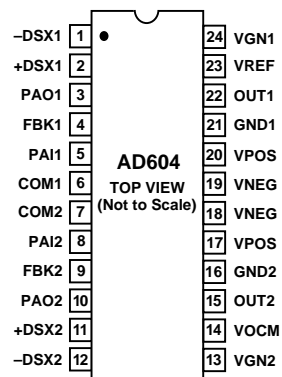 –DSX1 1
+DSX1 2
PAO1 3
FBK1 4
PAI1 5
COM1 6
COM2 7
PAI2 8
FBK2 9
PAO2 10
+DSX2 11
–DSX2 12
AD604
TOP VIEW
(Not to Scale)
24 VGN1
23 VREF
22 OUT1
21 GND1
20 VPOS
19 VNEG
18 VNEG
17 VPOS
16 GND2
15 OUT2
14 VOCM
13 VGN2